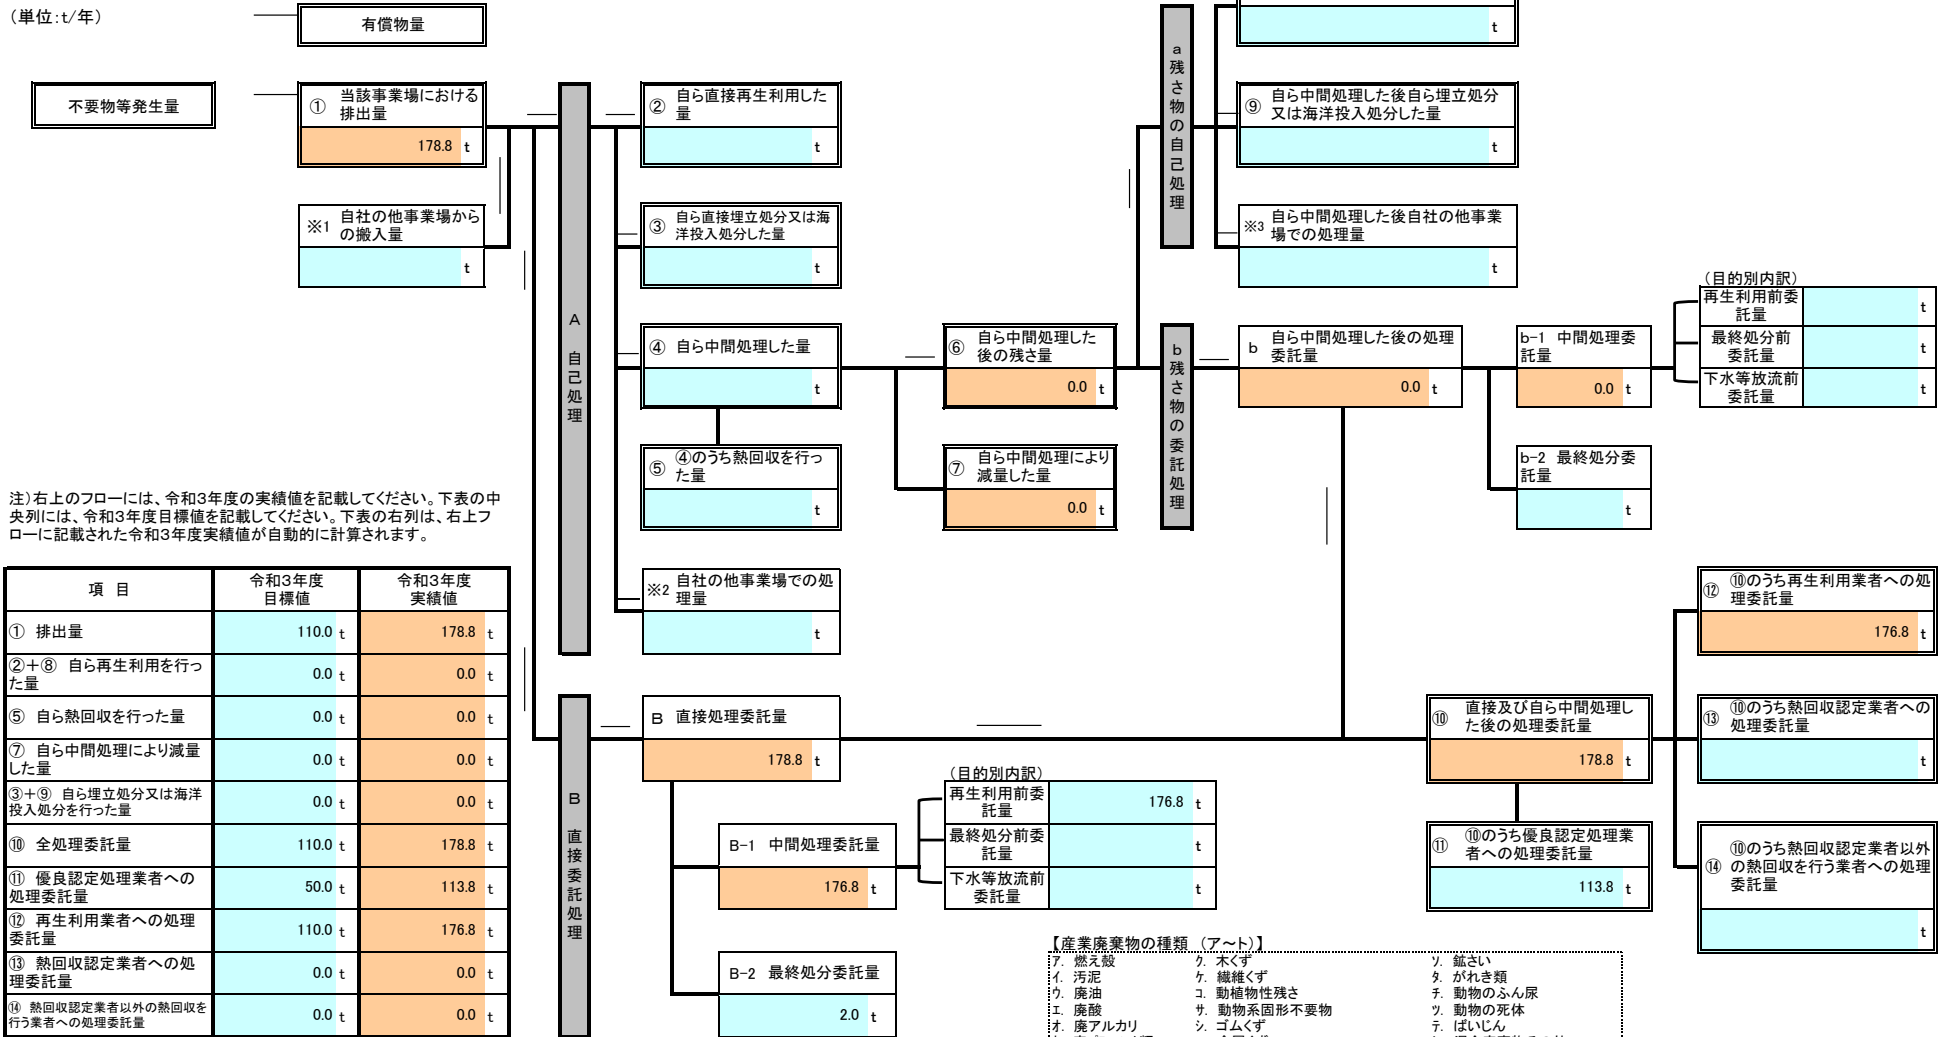 (単位:t/年)
有償物量
t
不要物等発生量
① 当該事業場における
排出量
178.8 t
※1 自社の他事業場から
の搬入量
t
A 自己処理
② 自ら直接再生利用した
量
t
③ 自ら直接埋立処分又は海
洋投入処分した量
t
④ 自ら中間処理した量
t
⑤ ④のうち熱回収を行っ
た量
t
※2 自社の他事業場での処
理量
t
⑥ 自ら中間処理した
後の残さ量
0.0 t
⑦ 自ら中間処理により
減量した量
0.0 t
a 残さ物の自己処理
⑨ 自ら中間処理した後自ら埋立処分
又は海洋投入処分した量
t
※3 自ら中間処理した後自社の他事業
場での処理量
t
b 残さ物の委託処理
b 自ら中間処理した後の処理
委託量
0.0 t
b-1 中間処理委
託量
0.0 t
(目的別内訳)
再生利用前委
託量
t
最終処分前
委託量
t
下水等放流前
委託量
t
b-2 最終処分委
託量
t
注)右上のフローには、令和3年度の実績値を記載してください。下表の中
央列には、令和3年度目標値を記載してください。下表の右列は、右上フ
ローに記載された令和3年度実績値が自動的に計算されます。
項 目 令和3年度 目標値 令和3年度 実績値
① 排出量 110.0 t 178.8 t
②+⑧ 自ら再生利用を行っ
た量 0.0 t 0.0 t
⑤ 自ら熱回収を行った量 0.0 t 0.0 t
⑦ 自ら中間処理により減量
した量 0.0 t 0.0 t
③+⑨ 自ら埋立処分又は海洋
投入処分を行った量 0.0 t 0.0 t
⑩ 全処理委託量 110.0 t 178.8 t
⑪ 優良認定処理業者への
処理委託量 50.0 t 113.8 t
⑫ 再生利用業者への処理
委託量 110.0 t 176.8 t
⑬ 熱回収認定業者への処
理委託量 0.0 t 0.0 t
⑭ 熱回収認定業者以外の熱回収を
行う業者への処理委託量 0.0 t 0.0 t
B 直接委託処理
B 直接処理委託量
178.8 t
B-1 中間処理委託量
176.8 t
(目的別内訳)
再生利用前委
託量
176.8 t
最終処分前委
託量
t
下水等放流前
委託量
t
B-2 最終処分委託量
2.0 t
⑩ 直接及び自ら中間処理し
た後の処理委託量
178.8 t
⑪ ⑩のうち優良認定処理業
者への処理委託量
113.8 t
⑫ ⑩のうち再生利用業者への処
理委託量
176.8 t
⑬ ⑩のうち熱回収認定業者への
処理委託量
t
⑭ ⑩のうち熱回収認定業者以外
の熱回収を行う業者への処理
委託量
t
【産業廃棄物の種類 (ア~ト)】
ア. 燃え殻 ク. 木くず ソ. 鉱さい
イ. 汚泥 ケ. 繊維くず タ. がれき類
ウ. 廃油 コ. 動植物性残さ チ. 動物のふん尿
エ. 廃酸 サ. 動物系固形不要物 ツ. 動物の死体
オ. 廃アルカリ シ. ゴムくず テ. ばいじん